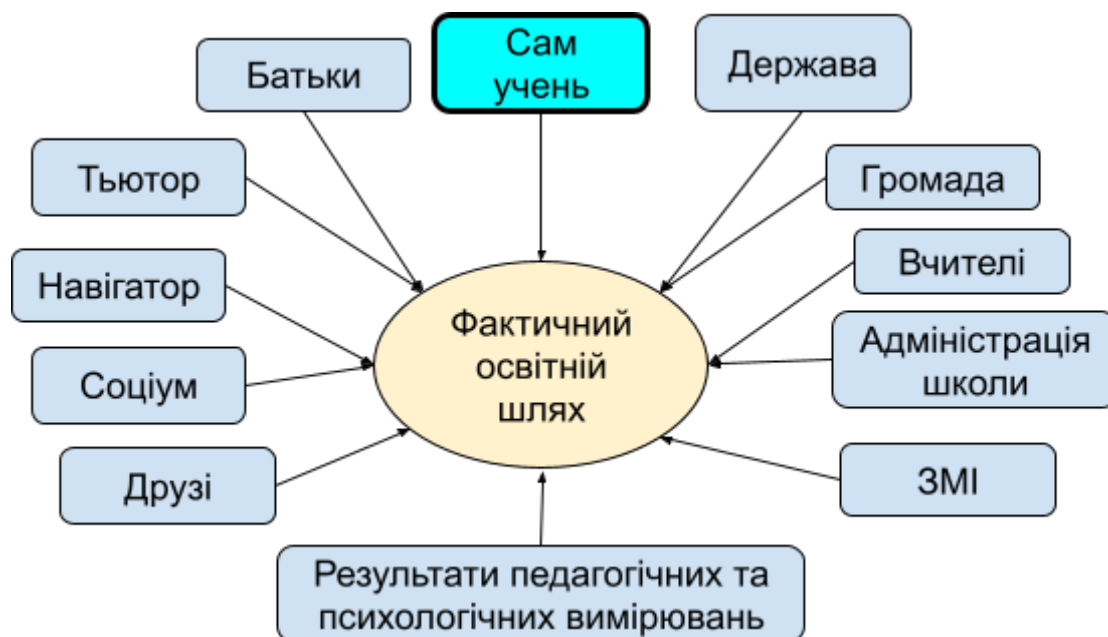 Сам
учень
Батьки
Держава
Тьютор
Громада
Навігатор
Вчителі
Фактичний
освітній
шлях
Адміністрація
школи
Соціум
Друзі
ЗМІ
Результати педагогічних та
психологічних вимірювань